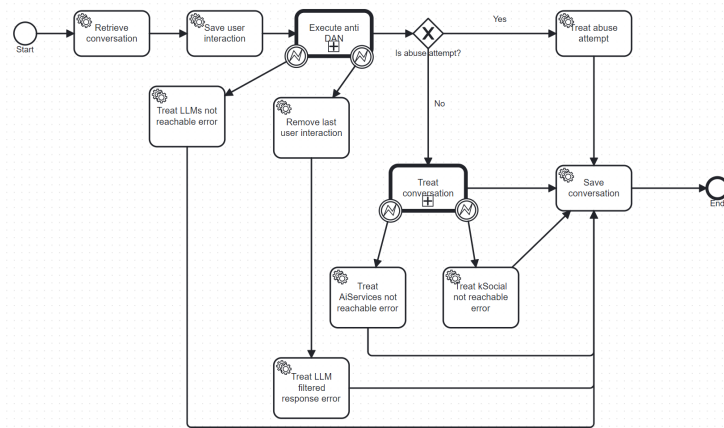 Start
Retrieve
conversation
Save user
interaction
Execute anti
DAN
Is abuse attempt?
Yes
Treat abuse
attempt
Treat LLMs not
reachable error
Remove last
user interaction
No
Treat
conversation
Save
conversation
End
Treat
AiServices not
reachable error
Treat kSocial
not reachable
error
Treat LLM
filtered
response error